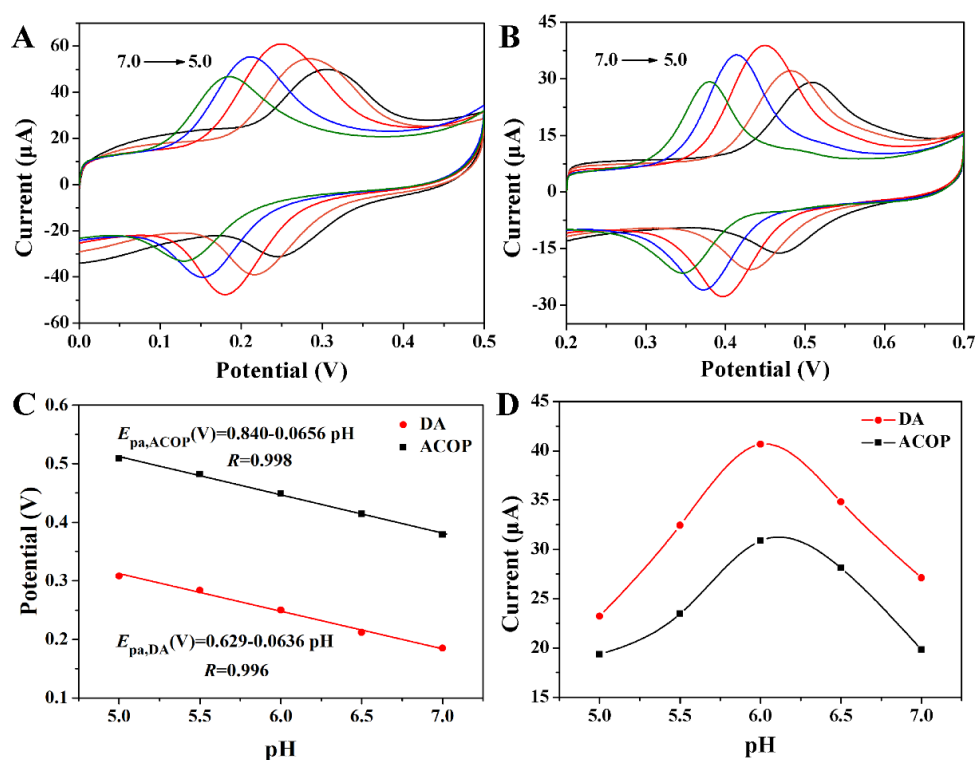 A
7.0 → 5.0
60
40
20
0
-20
-40
-60
Current (μA)
0.0 0.1 0.2 0.3 0.4 0.5
Potential (V)
B
7.0 → 5.0
45
30
15
0
-15
-30
Current (μA)
0.2 0.3 0.4 0.5 0.6 0.7
Potential (V)
C
0.6
0.5
0.4
0.3
0.2
0.1
Potential (V)
Epa,ACOP(V)=0.840-0.0656 pH
R=0.998
DA
ACOP
Epa,DA(V)=0.629-0.0636 pH
R=0.996
5.0 5.5 6.0 6.5 7.0
pH
D
45
40
35
30
25
20
15
Current (μA)
DA
ACOP
5.0 5.5 6.0 6.5 7.0
pH